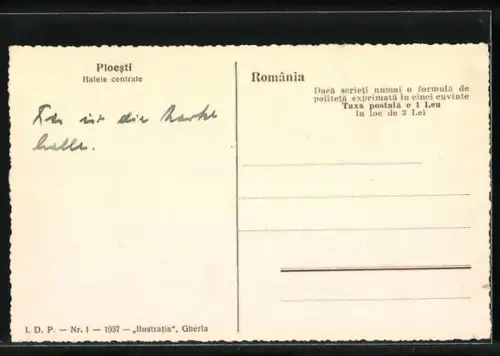 Ploești
Halele centrale
Das ist die Markt
halle.
România
Dacă scrieți numai o formulă de
politeță exprimată în cinci cuvinte
Taxa postală e 1 Leu
în loc de 3 Lei
I. D. P. — Nr. 1 — 1937 — „Ilustrația", Gherla